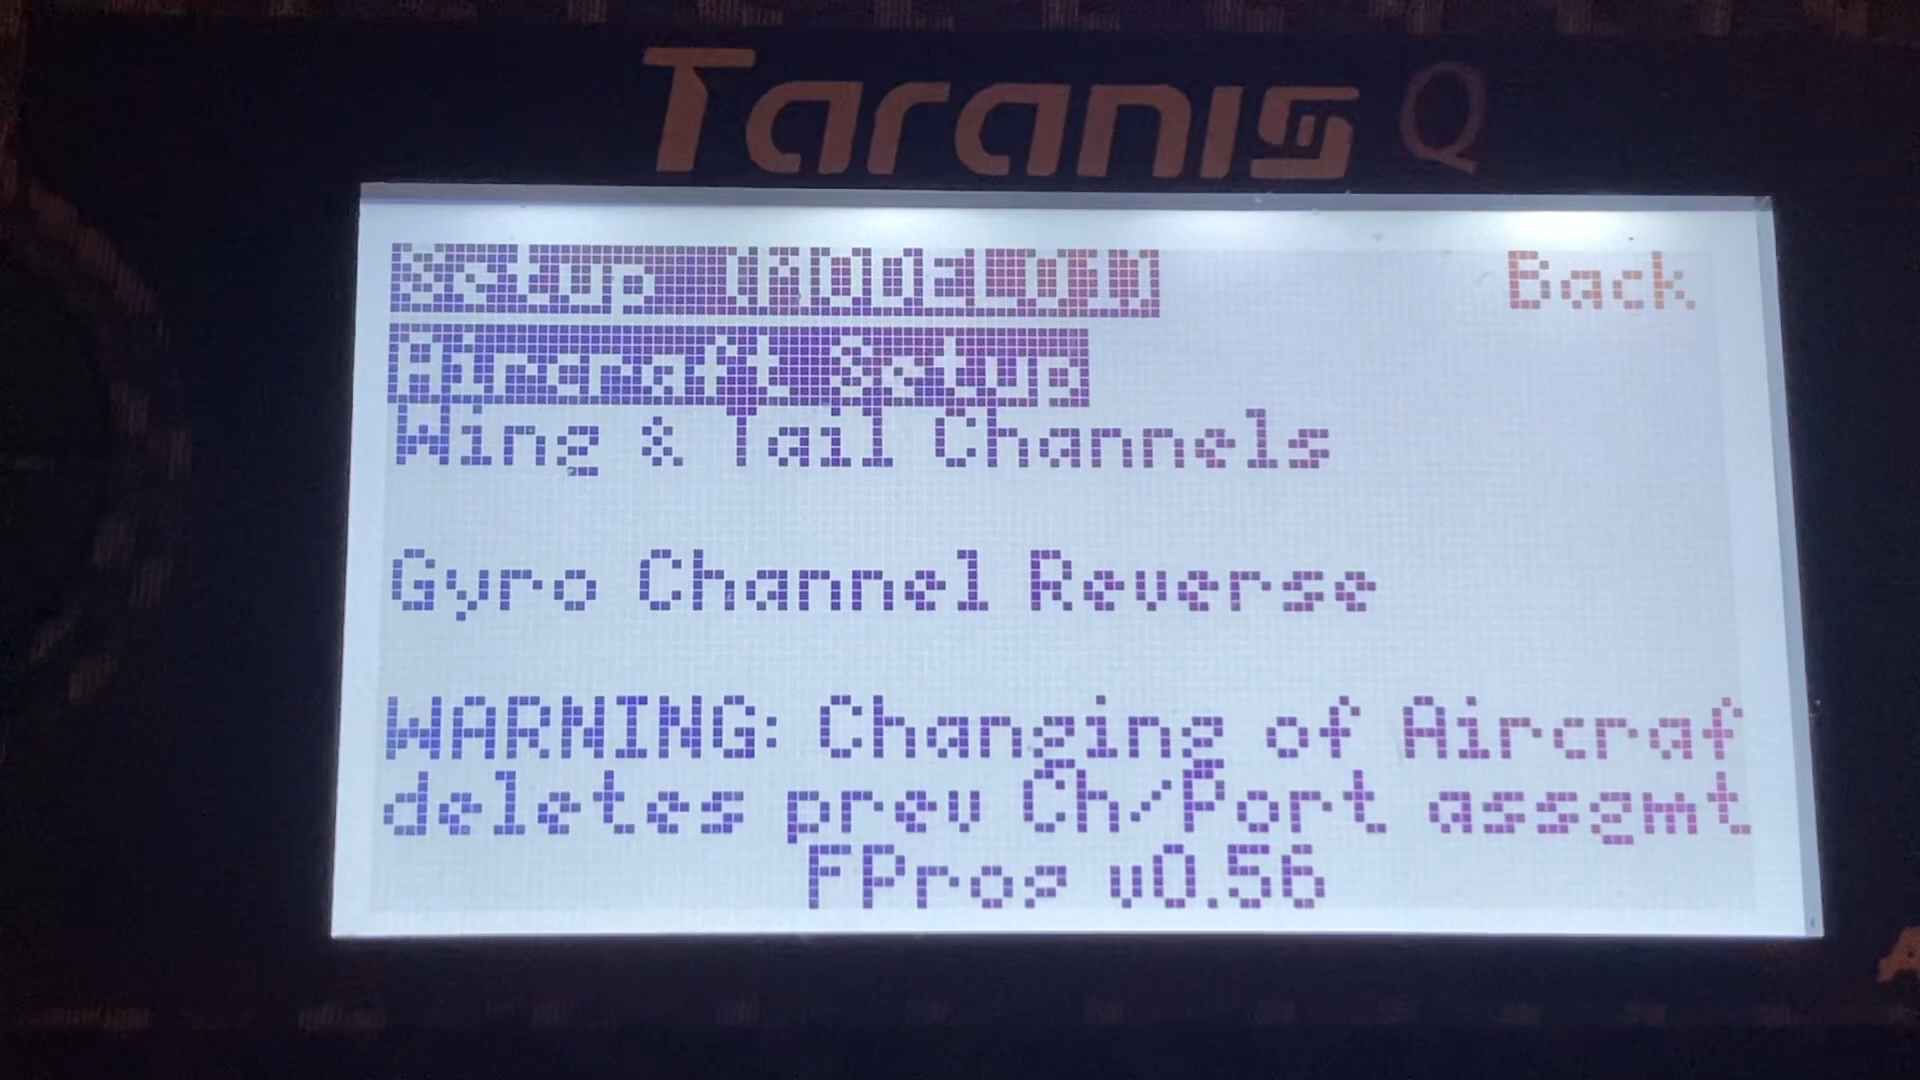 Taranis Q
Setup Back
Aircraft Setup
Wing & Tail Channels
Gyro Channel Reverse
WARNING: Changing of Aircraf
deletes prev Ch/Port assgmt
FProg v0.56